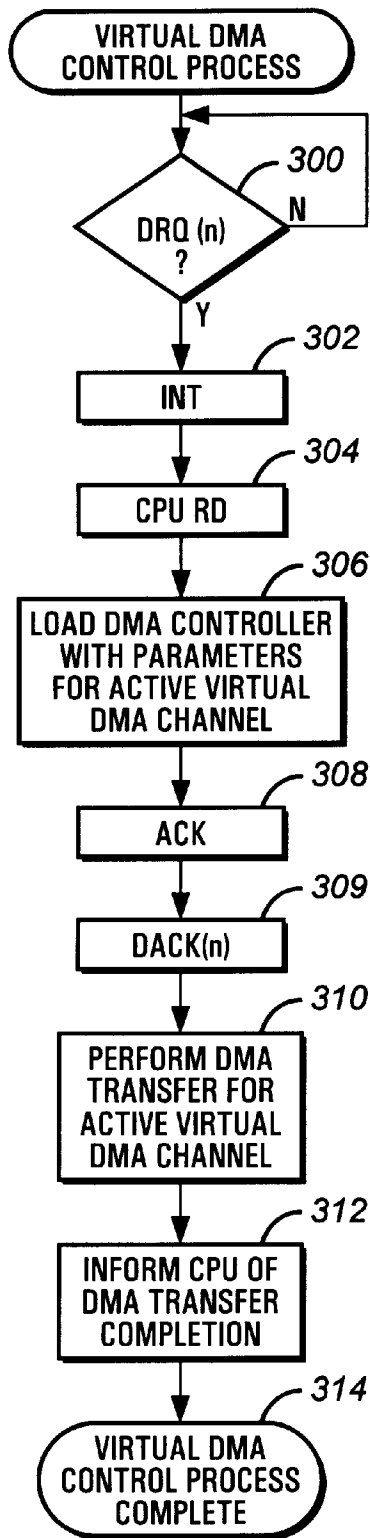 VIRTUAL DMA
CONTROL PROCESS
300
DRQ (n)
?
N
Y
302
INT
304
CPU RD
306
LOAD DMA CONTROLLER
WITH PARAMETERS
FOR ACTIVE VIRTUAL
DMA CHANNEL
308
ACK
309
DACK(n)
310
PERFORM DMA
TRANSFER FOR
ACTIVE VIRTUAL
DMA CHANNEL
312
INFORM CPU OF
DMA TRANSFER
COMPLETION
314
VIRTUAL DMA
CONTROL PROCESS
COMPLETE